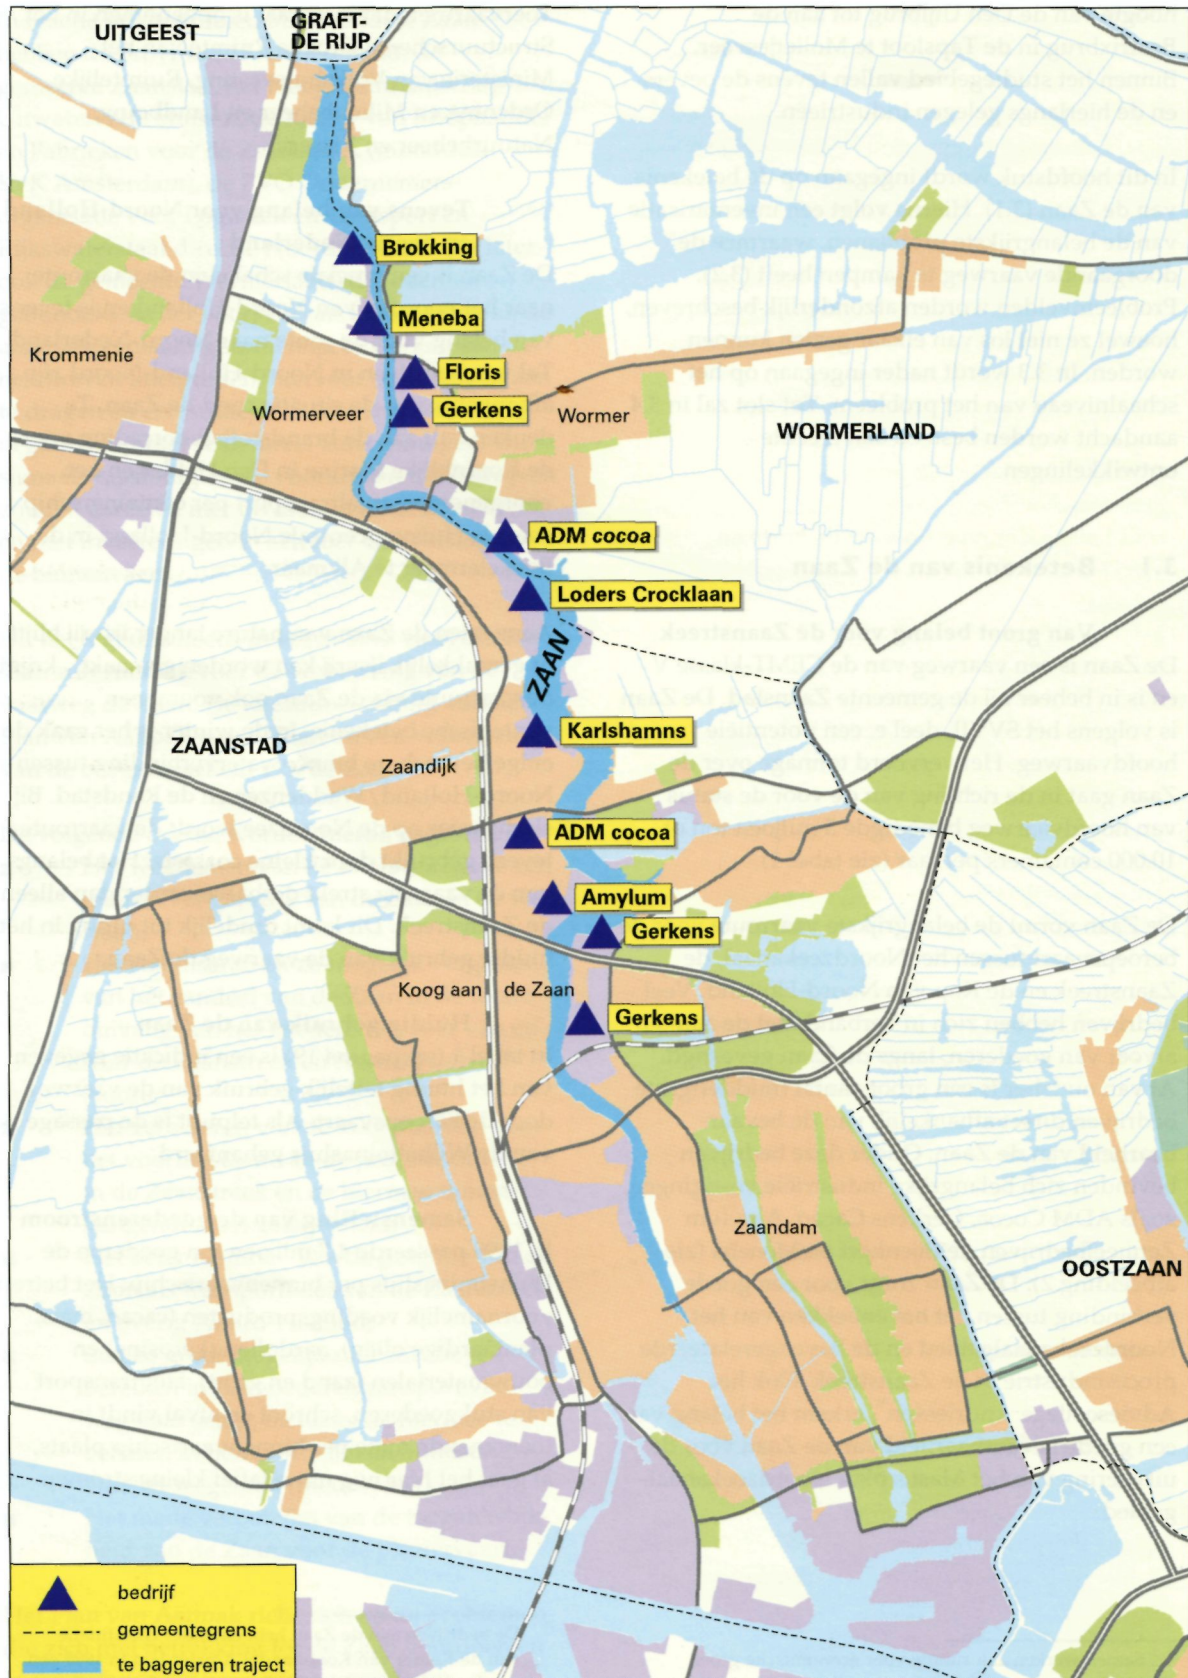 UITGEEST
GRAFT-
DE RIJP
Brokking
Meneba
Krommenie
Floris
Wormerveer
Gerkens
Wormer
WORMERLAND
ADM cocoa
Loders Crocklaan
ZAAN
Karlshamns
ZAANSTAD
Zaandijk
ADM cocoa
Amylum
Gerkens
Koog aan de Zaan
Gerkens
Zaandam
OOSTZAAN
bedrijf
gemeentegrens
te baggeren traject